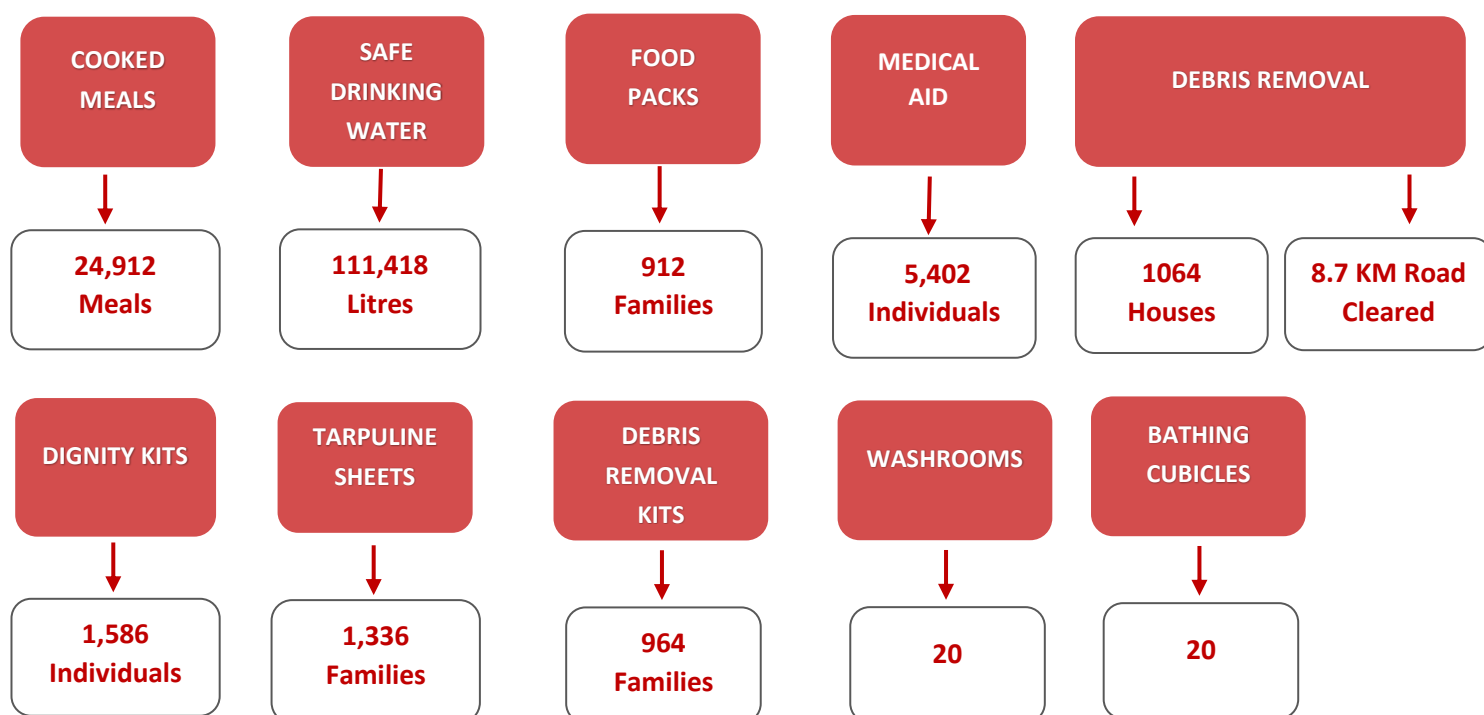 COOKED
MEALS
SAFE
DRINKING
WATER
FOOD
PACKS
MEDICAL
AID
DEBRIS REMOVAL
24,912
Meals
111,418
Litres
912
Families
5,402
Individuals
1064
Houses
8.7 KM Road
Cleared
DIGNITY KITS
TARPULINE
SHEETS
DEBRIS
REMOVAL
KITS
WASHROOMS
BATHING
CUBICLES
1,586
Individuals
1,336
Families
964
Families
20
20